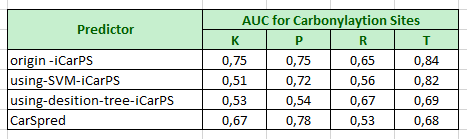 Predictor AUC for Carbonylaytion Sites
K P R T
origin -iCarPS 0,75 0,75 0,65 0,84
using-SVM-iCarPS 0,51 0,72 0,56 0,82
using-desition-tree-iCarPS 0,53 0,54 0,67 0,69
CarSpred 0,67 0,78 0,53 0,68